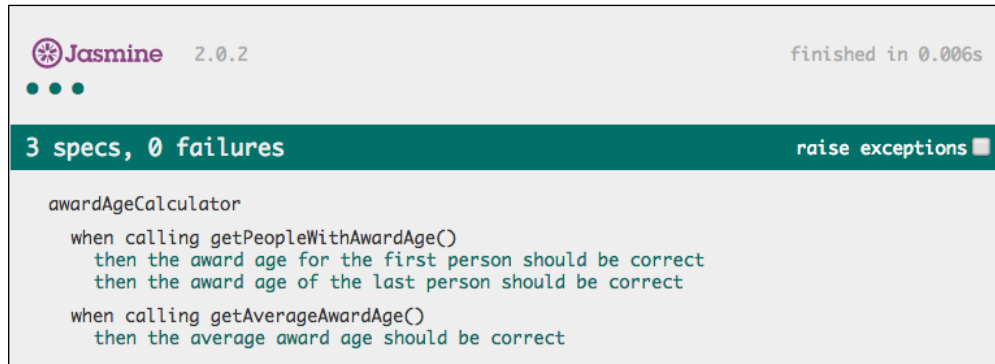 Jasmine 2.0.2 finished in 0.006s
3 specs, 0 failures raise exceptions
awardAgeCalculator
when calling getPeopleWithAwardAge()
then the award age for the first person should be correct
then the award age of the last person should be correct
when calling getAverageAwardAge()
then the average award age should be correct